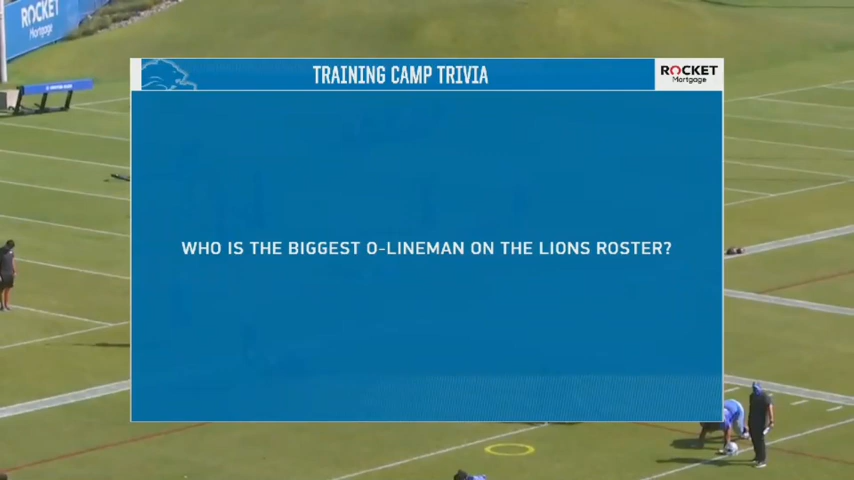 ROCKET
Mortgage
TRAINING CAMP TRIVIA
ROCKET
Mortgage
WHO IS THE BIGGEST O-LINEMAN ON THE LIONS ROSTER?